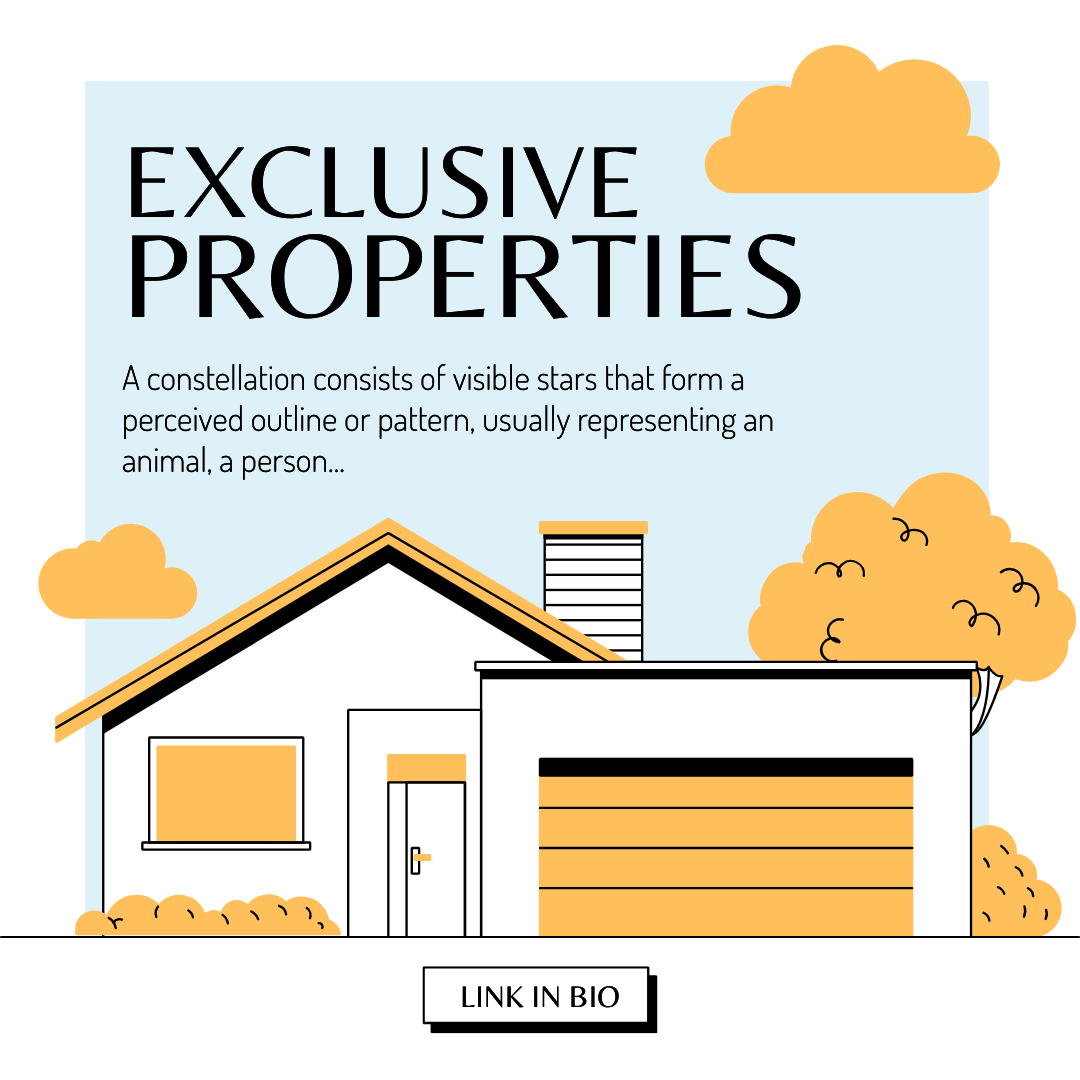 EXCLUSIVE
PROPERTIES
A constellation consists of visible stars that form a
perceived outline or pattern, usually representing an
animal, a person...
LINK IN BIO